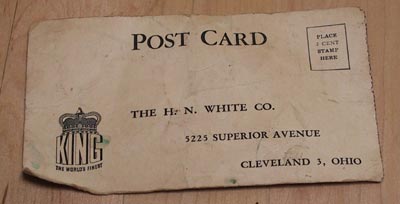 POST CARD
PLACE
2 CENT
STAMP
HERE
THE H. N. WHITE CO.
5225 SUPERIOR AVENUE
CLEVELAND 3, OHIO
KING
THE WORLD'S FINEST